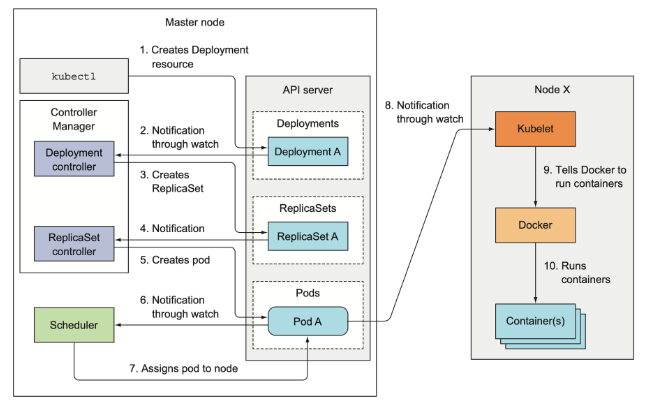 Master node
1. Creates Deployment
resource
kubectl
API server
Node X
8. Notification
through watch
Controller
Manager
Deployments
Kubelet
2. Notification
through watch
Deployment
controller
Deployment A
3. Creates
ReplicaSet
9. Tells Docker to
run containers
ReplicaSets
4. Notification
ReplicaSet
controller
ReplicaSet A
Docker
5. Creates pod
10. Runs
containers
6. Notification
through watch
Pods
Scheduler
Pod A
Container(s)
7. Assigns pod to node